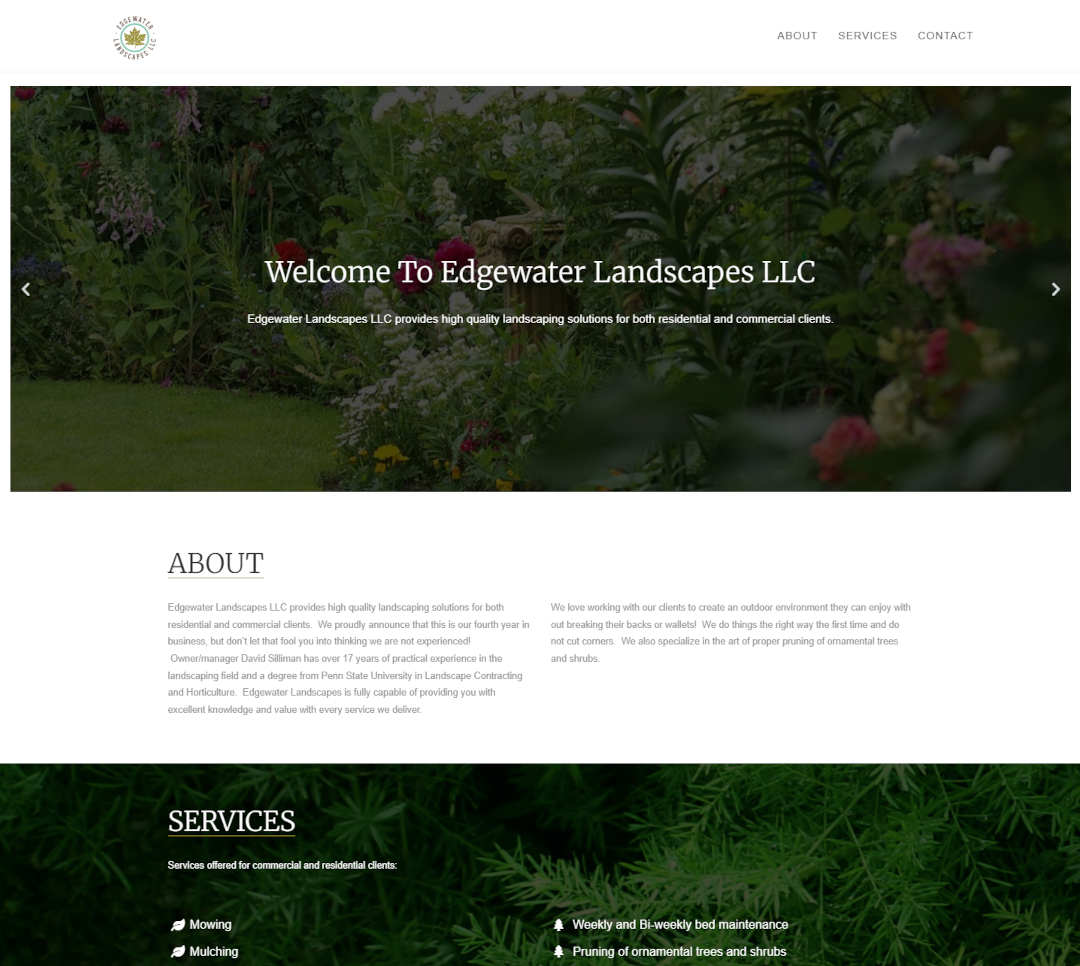 EDGEWATER
LANDSCAPES LLC
ABOUT
SERVICES
CONTACT
Welcome To Edgewater Landscapes LLC
Edgewater Landscapes LLC provides high quality landscaping solutions for both residential and commercial clients.
ABOUT
Edgewater Landscapes LLC provides high quality landscaping solutions for both
residential and commercial clients.  We proudly announce that this is our fourth year in
business, but don't let that fool you into thinking we are not experienced!
Owner/manager David Silliman has over 17 years of practical experience in the
landscaping field and a degree from Penn State University in Landscape Contracting
and Horticulture.  Edgewater Landscapes is fully capable of providing you with
excellent knowledge and value with every service we deliver.
We love working with our clients to create an outdoor environment they can enjoy with
out breaking their backs or wallets!  We do things the right way the first time and do
not cut corners.  We also specialize in the art of proper pruning of ornamental trees
and shrubs.
SERVICES
Services offered for commercial and residential clients:
Mowing
Mulching
Weekly and Bi-weekly bed maintenance
Pruning of ornamental trees and shrubs